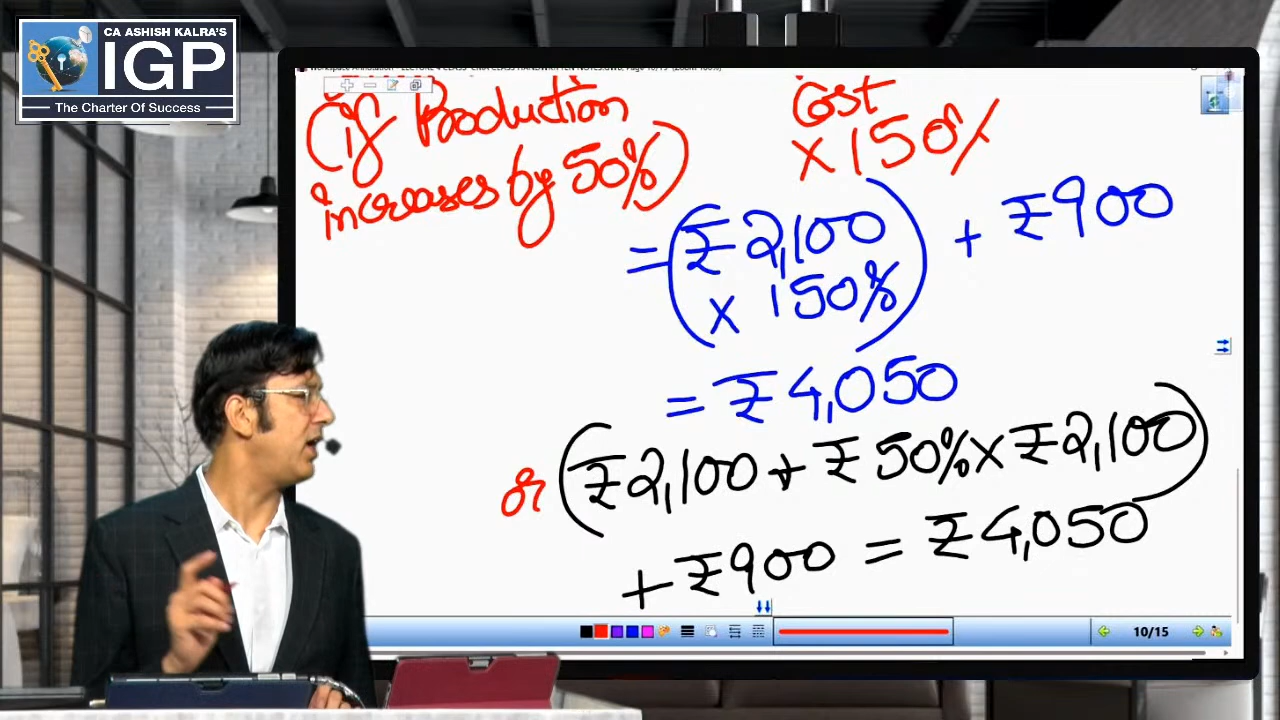 CA ASHISH KALRA'S
IGP
The Charter Of Success
(if Production
increases by 50%)
Cost
× 150%
= (₹2,100
× 150%) + ₹900
= ₹4,050
or (₹2,100 + ₹50% × ₹2,100)
+ ₹900 = ₹4,050
10/15